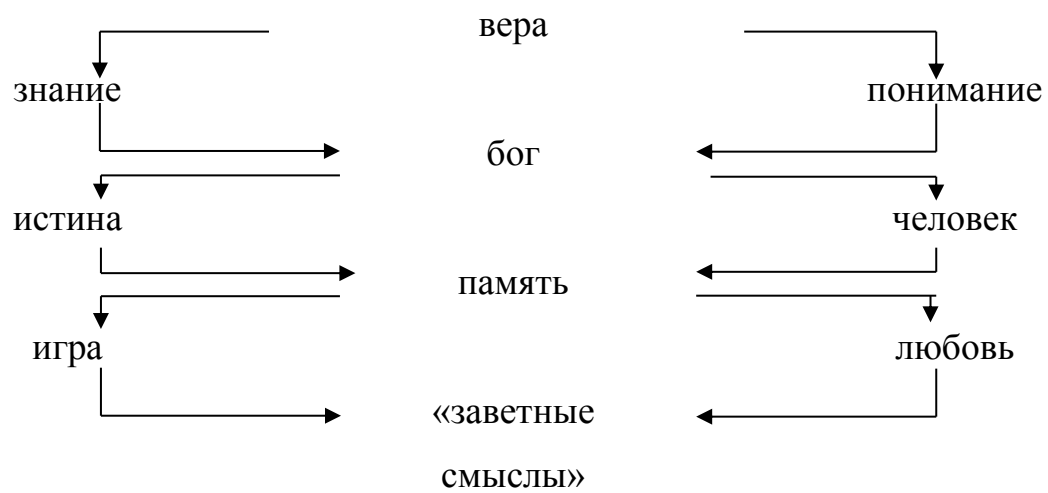 вера
знание
понимание
бог
истина
человек
память
игра
любовь
«заветные
смыслы»